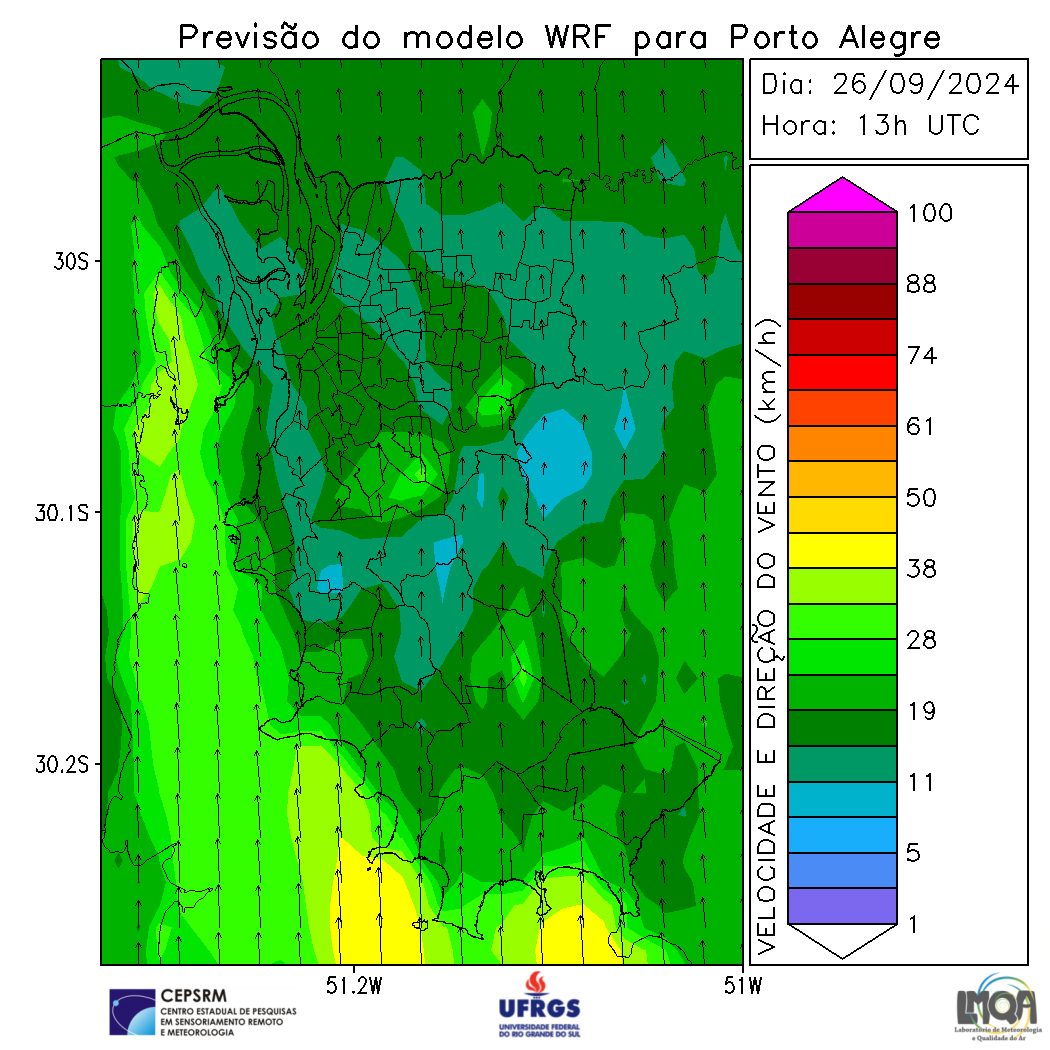 Previsão do modelo WRF para Porto Alegre
Dia: 26/09/2024
Hora: 13h UTC
30S
30.1S
30.2S
51.2W
51W
VELOCIDADE E DIREÇÃO DO VENTO (km/h)
100
88
74
61
50
38
28
19
11
5
1
CEPSRM
CENTRO ESTADUAL DE PESQUISAS
EM SENSORIAMENTO REMOTO
E METEOROLOGIA
UFRGS
UNIVERSIDADE FEDERAL
DO RIO GRANDE DO SUL
LMQA
Laboratório de Meteorologia
e Qualidade do Ar